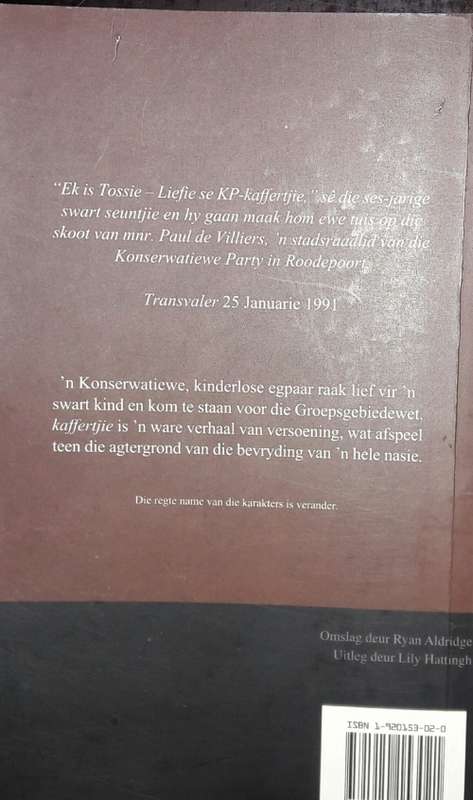 “Ek is Tossie – Liefie se KP-kaffertjie,” sê die ses-jarige
swart seuntjie en hy gaan maak hom ewe tuis op die
skoot van mnr. Paul de Villiers, ’n stadsraadlid van die
Konserwatiewe Party in Roodepoort.
Transvaler 25 Januarie 1991
’n Konserwatiewe, kinderlose egpaar raak lief vir ’n
swart kind en kom te staan voor die Groepsgebiedewet,
kaffertjie is ’n ware verhaal van versoening, wat afspeel
teen die agtergrond van die bevryding van ’n hele nasie.
Die regte name van die karakters is verander.
Omslag deur Ryan Aldridge
Uitleg deur Lily Hattingh
ISBN 1-920153-02-0